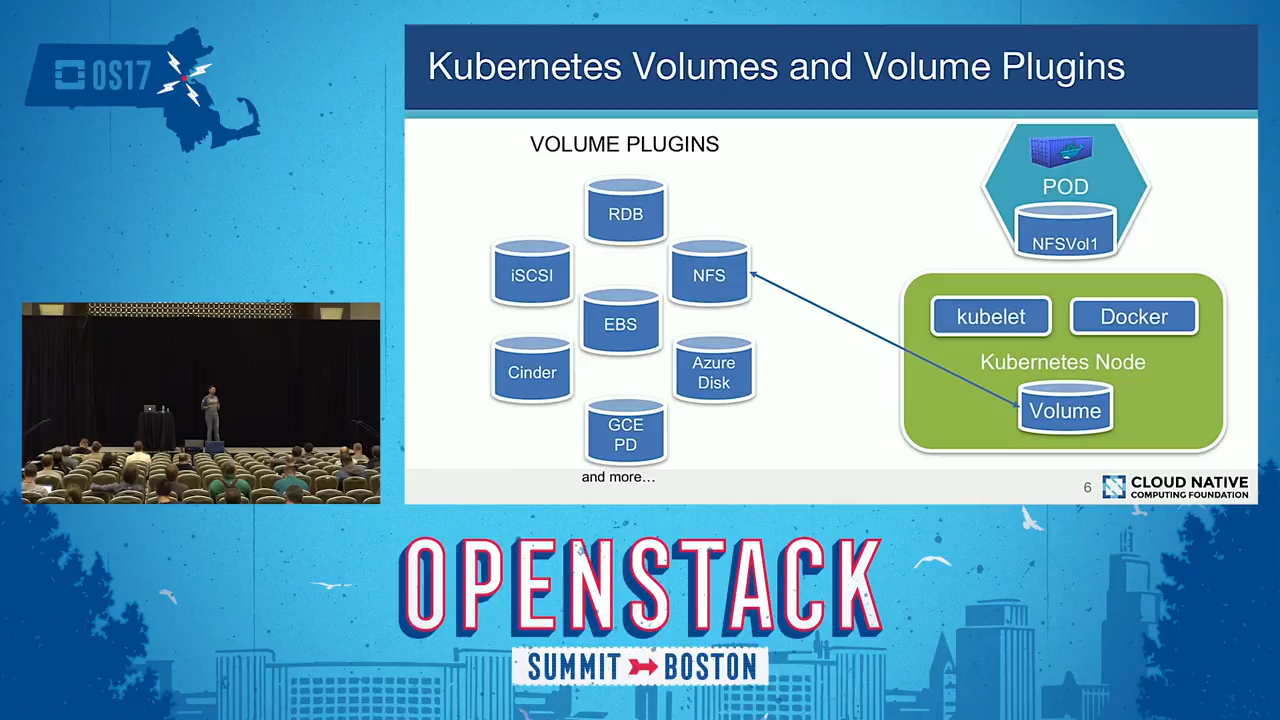 OS17
Kubernetes Volumes and Volume Plugins
VOLUME PLUGINS
RDB
iSCSI
NFS
EBS
Cinder
Azure
Disk
GCE
PD
and more...
POD
NFSVol1
kubelet
Docker
Kubernetes Node
Volume
6
CLOUD NATIVE
COMPUTING FOUNDATION
OPENSTACK
SUMMIT BOSTON